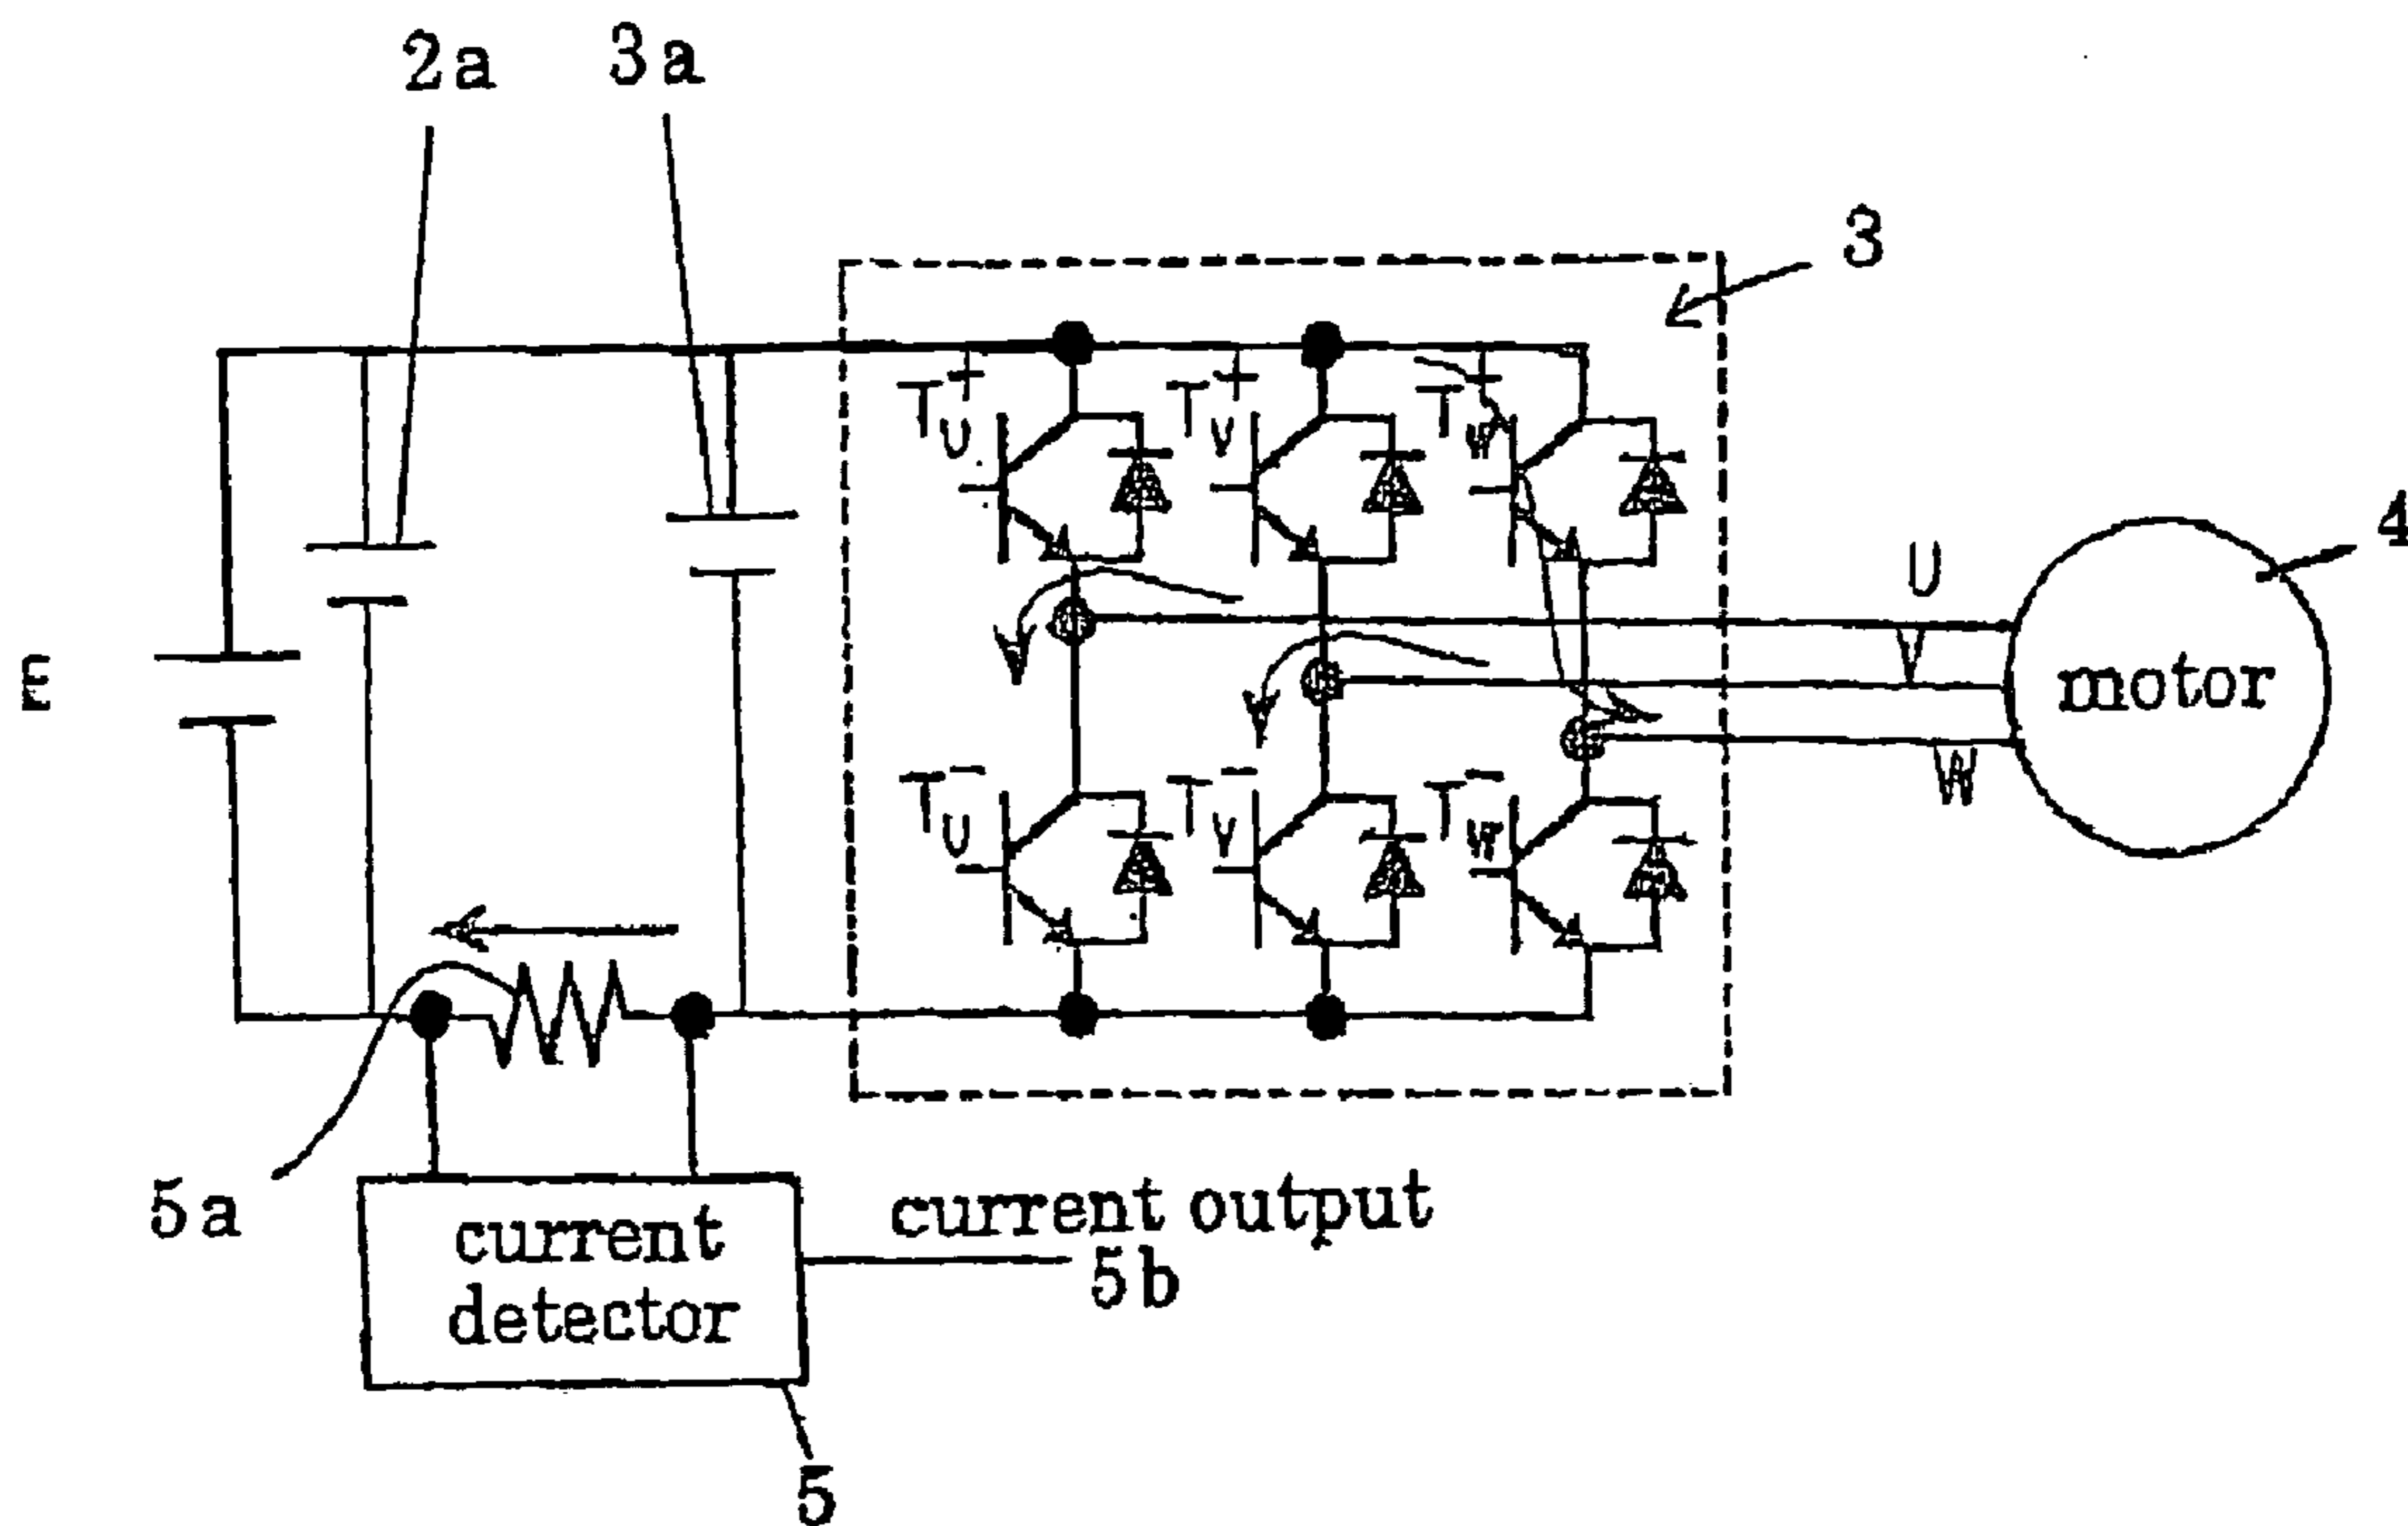 2a 3a
3
T+U T+V T+W
4
U
E
V
motor
W
T-U T-V T-W
5a
current output
current
detector
5b
5